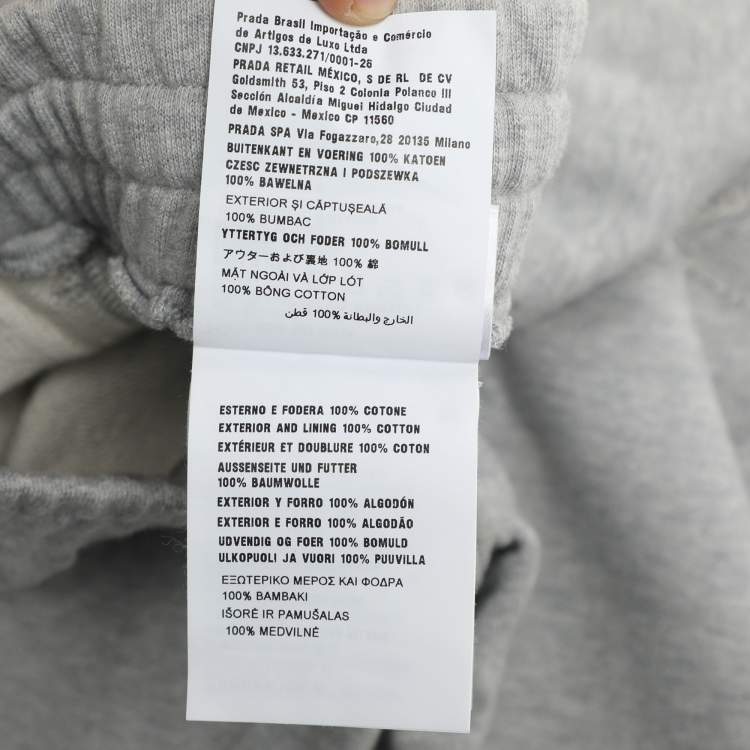 Prada Brasil Importação e Comércio
de Artigos de Luxo Ltda
CNPJ 13.633.271/0001-26
PRADA RETAIL MÉXICO, S DE RL DE CV
Goldsmith 53, Piso 2 Colonia Polanco III
Sección Alcaldía Miguel Hidalgo Ciudad
de Mexico - Mexico CP 11560
PRADA SPA Via Fogazzaro,28 20135 Milano
BUITENKANT EN VOERING 100% KATOEN
CZESC ZEWNETRZNA I PODSZEWKA
100% BAWELNA
EXTERIOR ȘI CĂPTUȘEALĂ
100% BUMBAC
YTTERTYG OCH FODER 100% BOMULL
アウターおよび裏地 100% 綿
MẶT NGOÀI VÀ LỚP LÓT
100% BÔNG COTTON
الخارج والبطانة %100 قطن
ESTERNO E FODERA 100% COTONE
EXTERIOR AND LINING 100% COTTON
EXTÉRIEUR ET DOUBLURE 100% COTON
AUSSENSEITE UND FUTTER
100% BAUMWOLLE
EXTERIOR Y FORRO 100% ALGODÓN
EXTERIOR E FORRO 100% ALGODÃO
UDVENDIG OG FOER 100% BOMULD
ULKOPUOLI JA VUORI 100% PUUVILLA
ΕΞΩΤΕΡΙΚΟ ΜΕΡΟΣ ΚΑΙ ΦΟΔΡΑ
100% ΒΑΜΒΑΚΙ
IŠORĖ IR PAMUŠALAS
100% MEDVILNĖ